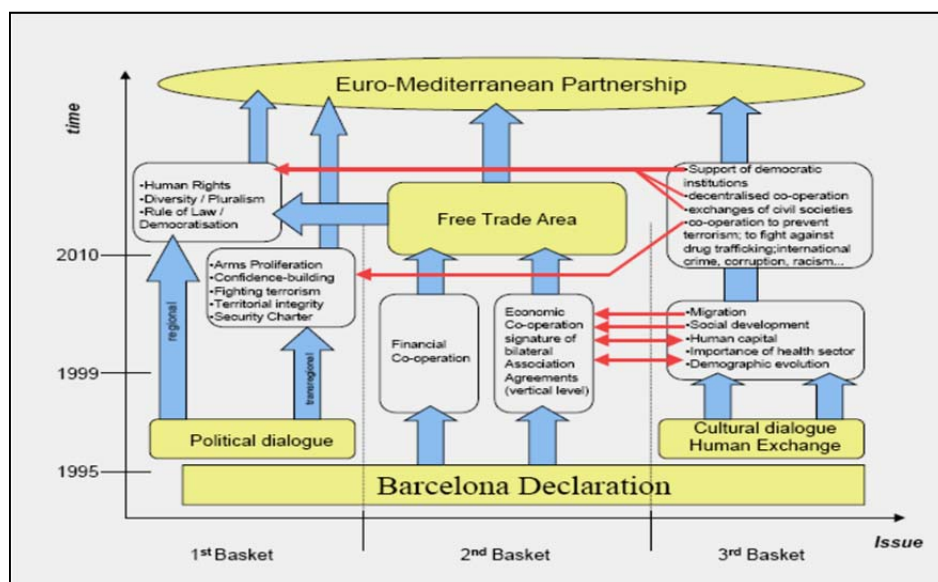 Euro-Mediterranean Partnership
time
•Human Rights
•Diversity / Pluralism
•Rule of Law /
Democratisation
Free Trade Area
•Support of democratic
institutions
•decentralised co-operation
•exchanges of civil societies
•co-operation to prevent
terrorism; to fight against
drug trafficking;international
crime, corruption, racism...
2010
•Arms Proliferation
•Confidence-building
•Fighting terrorism
•Territorial integrity
•Security Charter
regional
transregional
Financial
Co-operation
Economic
Co-operation
signature of
bilateral
Association
Agreements
(vertical level)
•Migration
•Social development
•Human capital
•Importance of health sector
•Demographic evolution
1999
Political dialogue
Cultural dialogue
Human Exchange
1995
Barcelona Declaration
1st Basket
2nd Basket
3rd Basket
Issue